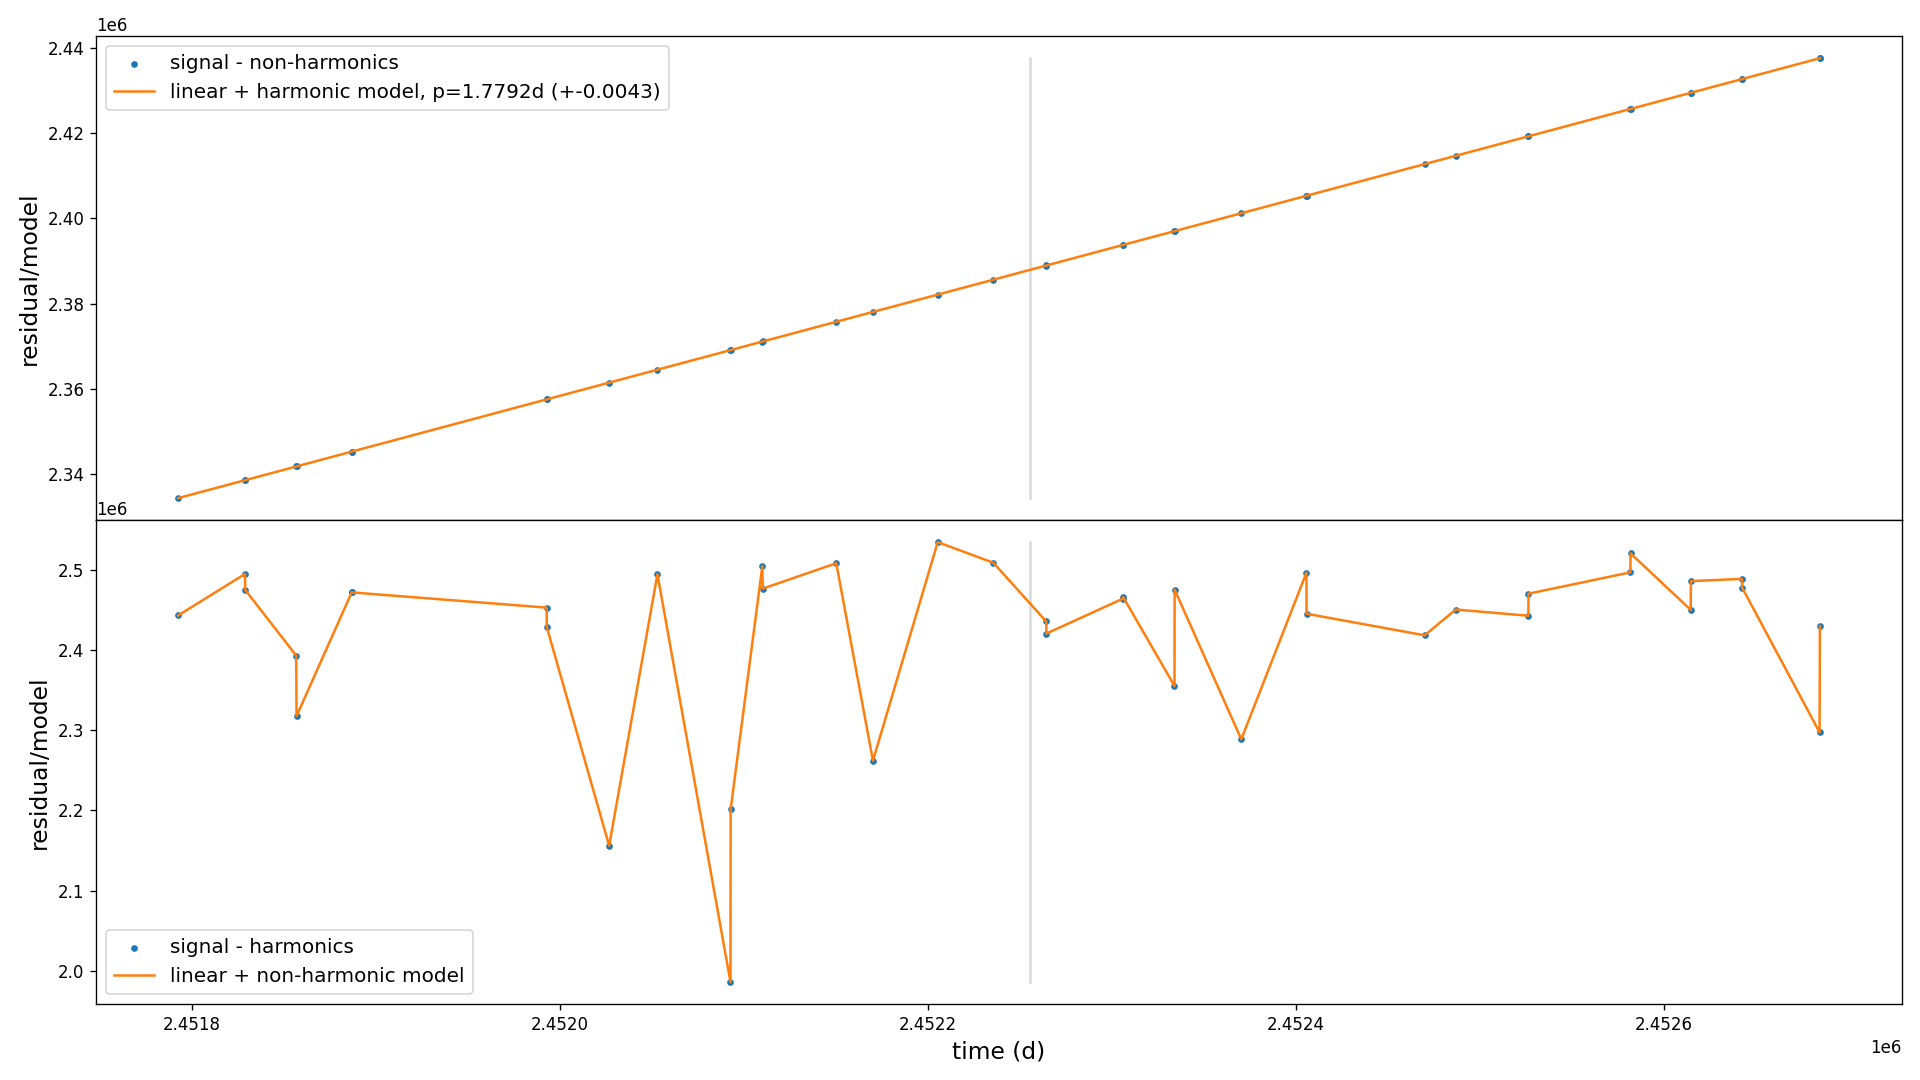 1e6
2.44
2.42
2.40
2.38
2.36
2.34
residual/model
signal - non-harmonics
linear + harmonic model, p=1.7792d (+-0.0043)
1e6
2.5
2.4
2.3
2.2
2.1
2.0
residual/model
signal - harmonics
linear + non-harmonic model
2.4518 2.4520 2.4522 2.4524 2.4526
1e6
time (d)